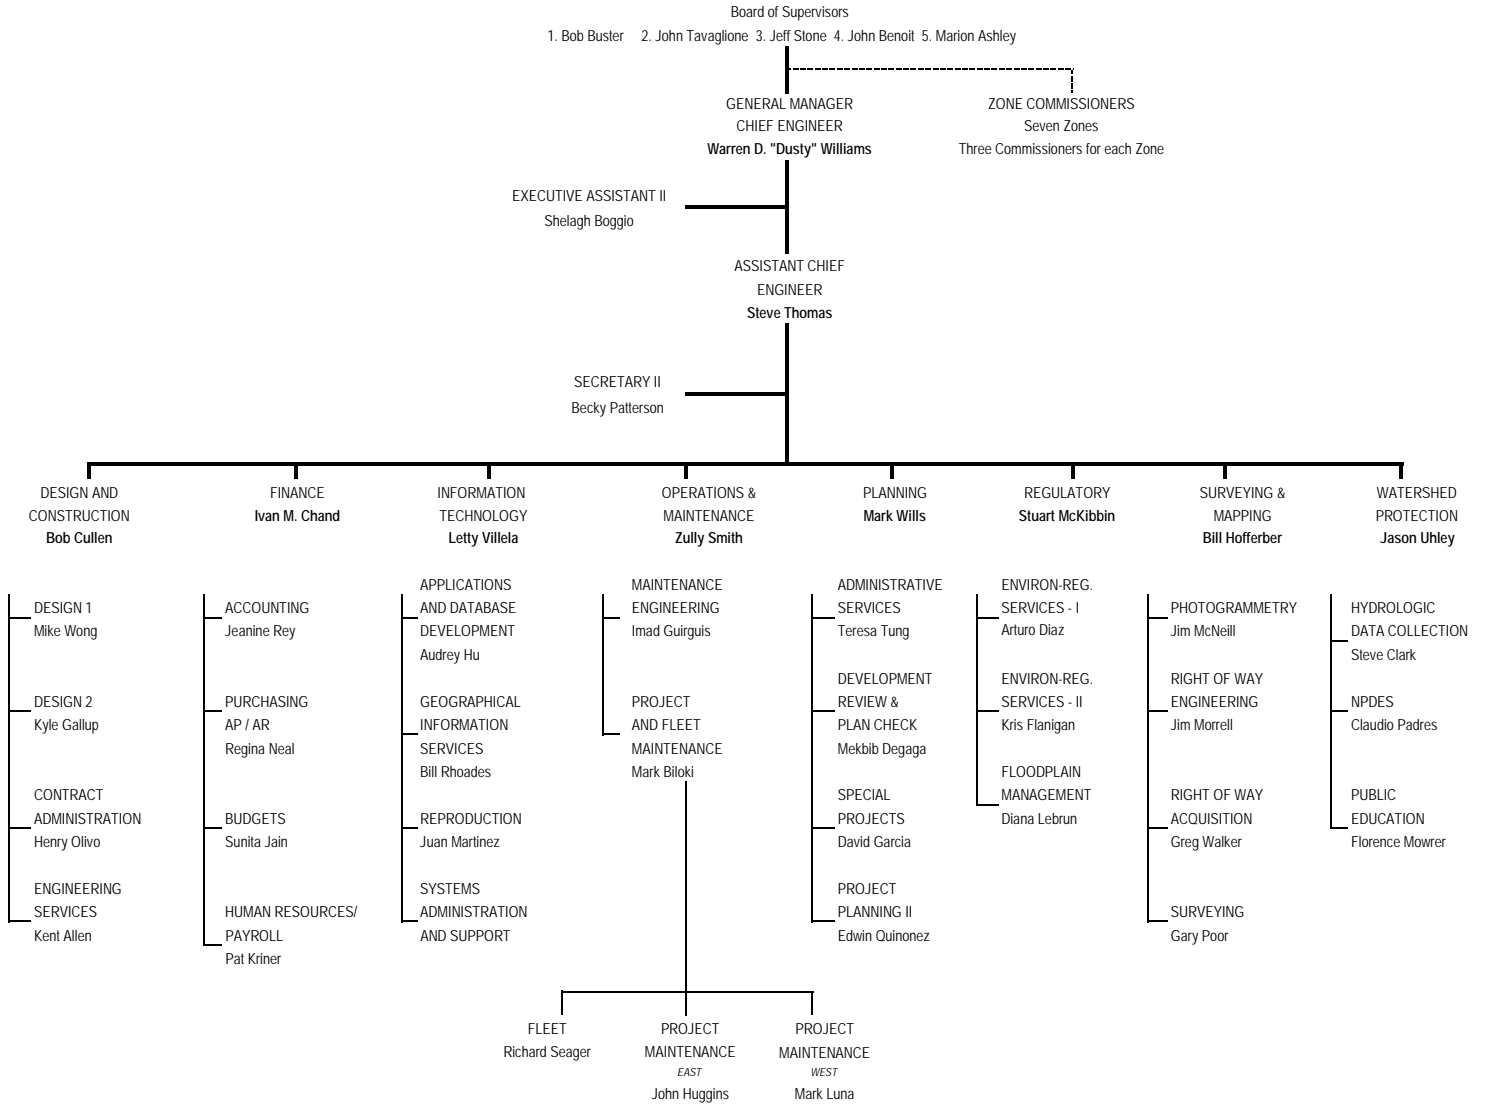 Board of Supervisors
1. Bob Buster 2. John Tavaglione 3. Jeff Stone 4. John Benoit 5. Marion Ashley
GENERAL MANAGER
CHIEF ENGINEER
Warren D. "Dusty" Williams
ZONE COMMISSIONERS
Seven Zones
Three Commissioners for each Zone
EXECUTIVE ASSISTANT II
Shelagh Boggio
ASSISTANT CHIEF
ENGINEER
Steve Thomas
SECRETARY II
Becky Patterson
DESIGN AND
CONSTRUCTION
Bob Cullen
DESIGN 1
Mike Wong
DESIGN 2
Kyle Gallup
CONTRACT
ADMINISTRATION
Henry Olivo
ENGINEERING
SERVICES
Kent Allen
FINANCE
Ivan M. Chand
ACCOUNTING
Jeanine Rey
PURCHASING
AP / AR
Regina Neal
BUDGETS
Sunita Jain
HUMAN RESOURCES/
PAYROLL
Pat Kriner
INFORMATION
TECHNOLOGY
Letty Villela
APPLICATIONS
AND DATABASE
DEVELOPMENT
Audrey Hu
GEOGRAPHICAL
INFORMATION
SERVICES
Bill Rhoades
REPRODUCTION
Juan Martinez
SYSTEMS
ADMINISTRATION
AND SUPPORT
OPERATIONS &
MAINTENANCE
Zully Smith
MAINTENANCE
ENGINEERING
Imad Guirguis
PROJECT
AND FLEET
MAINTENANCE
Mark Biloki
FLEET
Richard Seager
PROJECT
MAINTENANCE
EAST
John Huggins
PROJECT
MAINTENANCE
WEST
Mark Luna
PLANNING
Mark Wills
ADMINISTRATIVE
SERVICES
Teresa Tung
DEVELOPMENT
REVIEW &
PLAN CHECK
Mekbib Degaga
SPECIAL
PROJECTS
David Garcia
PROJECT
PLANNING II
Edwin Quinonez
REGULATORY
Stuart McKibbin
ENVIRON-REG.
SERVICES - I
Arturo Diaz
ENVIRON-REG.
SERVICES - II
Kris Flanigan
FLOODPLAIN
MANAGEMENT
Diana Lebrun
SURVEYING &
MAPPING
Bill Hofferber
PHOTOGRAMMETRY
Jim McNeill
RIGHT OF WAY
ENGINEERING
Jim Morrell
RIGHT OF WAY
ACQUISITION
Greg Walker
SURVEYING
Gary Poor
WATERSHED
PROTECTION
Jason Uhley
HYDROLOGIC
DATA COLLECTION
Steve Clark
NPDES
Claudio Padres
PUBLIC
EDUCATION
Florence Mowrer